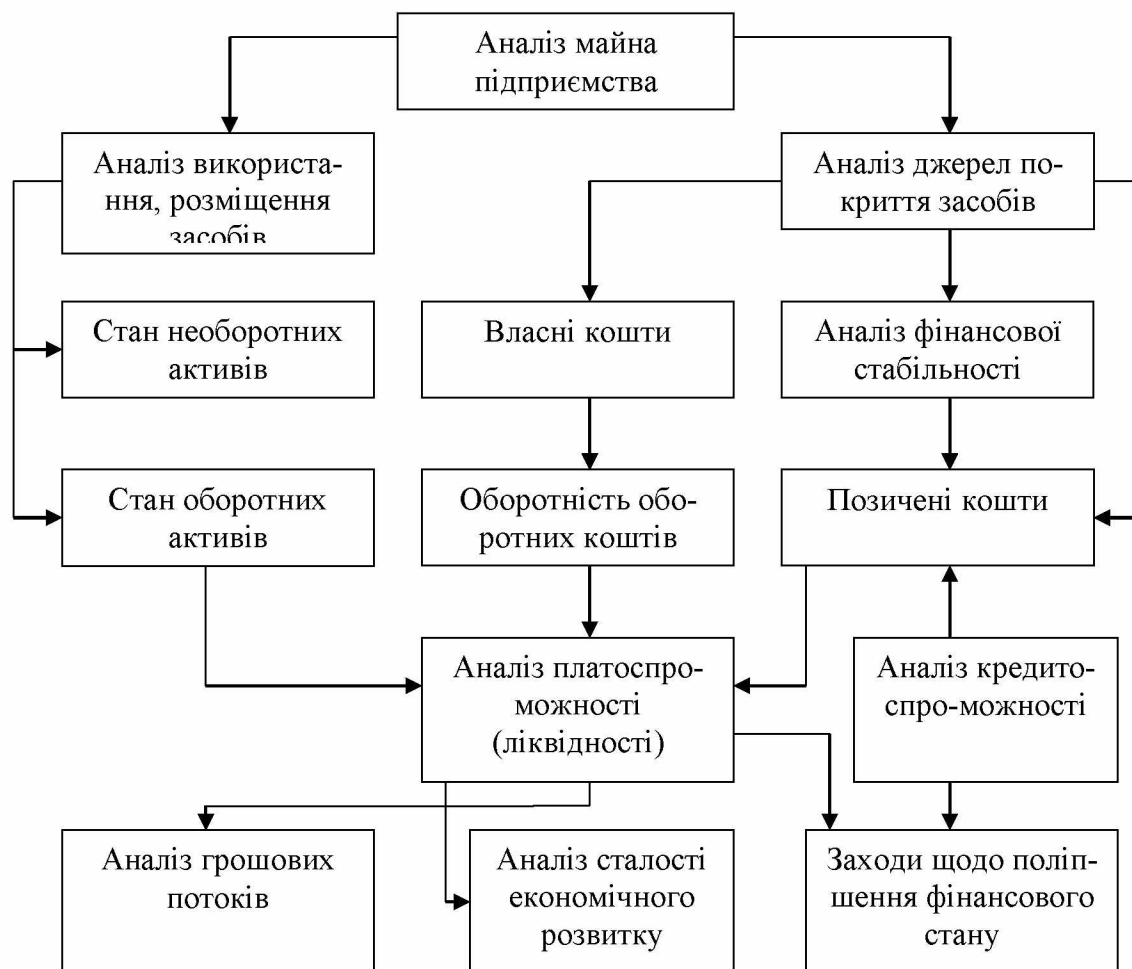 Аналіз майна
підприємства
Аналіз використа-
ння, розміщення
засобів
Аналіз джерел по-
криття засобів
Стан необоротних
активів
Власні кошти
Аналіз фінансової
стабільності
Стан оборотних
активів
Оборотність обо-
ротних коштів
Позичені кошти
Аналіз платоспро-
можності
(ліквідності)
Аналіз кредито-
спро-можності
Аналіз грошових
потоків
Аналіз сталості
економічного
розвитку
Заходи щодо поліп-
шення фінансового
стану